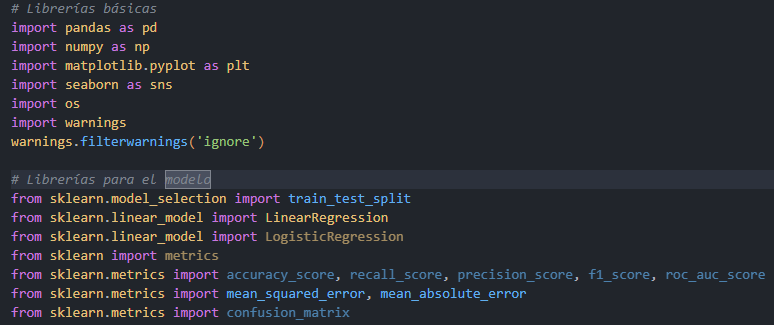 # Librerías básicas
import pandas as pd
import numpy as np
import matplotlib.pyplot as plt
import seaborn as sns
import os
import warnings
warnings.filterwarnings('ignore')
# Librerías para el modela
from sklearn.model_selection import train_test_split
from sklearn.linear_model import LinearRegression
from sklearn.linear_model import LogisticRegression
from sklearn import metrics
from sklearn.metrics import accuracy_score, recall_score, precision_score, f1_score, roc_auc_score
from sklearn.metrics import mean_squared_error, mean_absolute_error
from sklearn.metrics import confusion_matrix